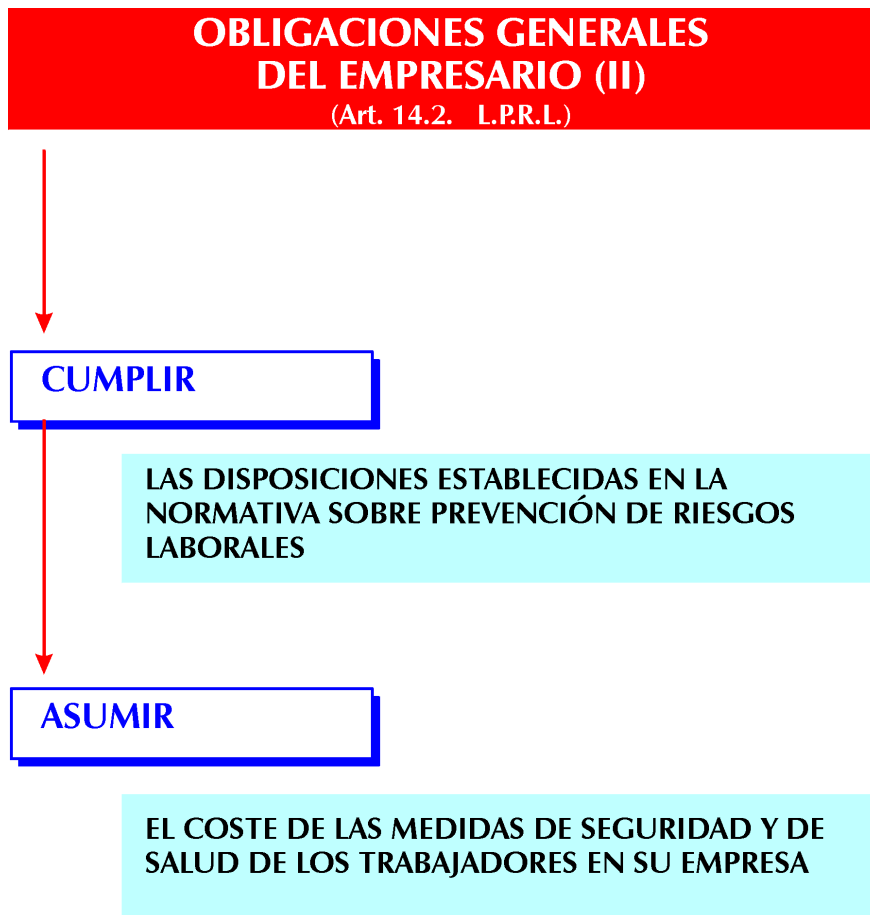 OBLIGACIONES GENERALES
DEL EMPRESARIO (II)
(Art. 14.2. L.P.R.L.)
CUMPLIR
LAS DISPOSICIONES ESTABLECIDAS EN LA
NORMATIVA SOBRE PREVENCIÓN DE RIESGOS
LABORALES
ASUMIR
EL COSTE DE LAS MEDIDAS DE SEGURIDAD Y DE
SALUD DE LOS TRABAJADORES EN SU EMPRESA